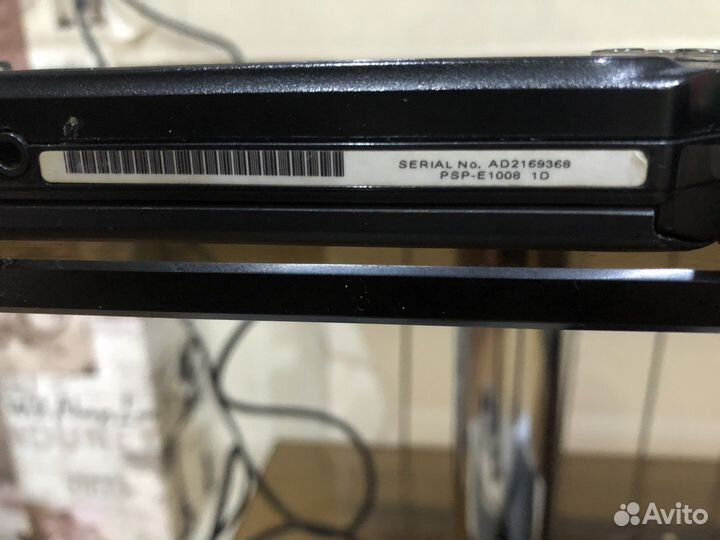 SERIAL No. AD2169368
PSP-E1008 1D
Avito